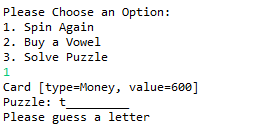 Please Choose an Option:
1. Spin Again
2. Buy a Vowel
3. Solve Puzzle
1
Card [type=Money, value=600]
Puzzle: t_________
Please guess a letter